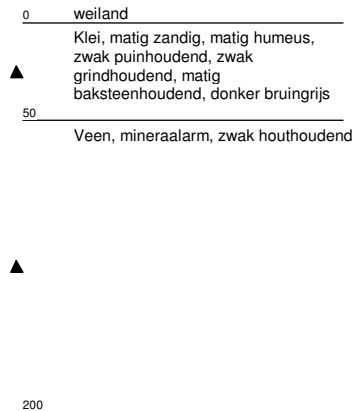 0 weiland
Klei, matig zandig, matig humeus,
zwak puinhoudend, zwak
grindhoudend, matig
baksteenhoudend, donker bruingrijs
50
Veen, mineraalarm, zwak houthoudend
200